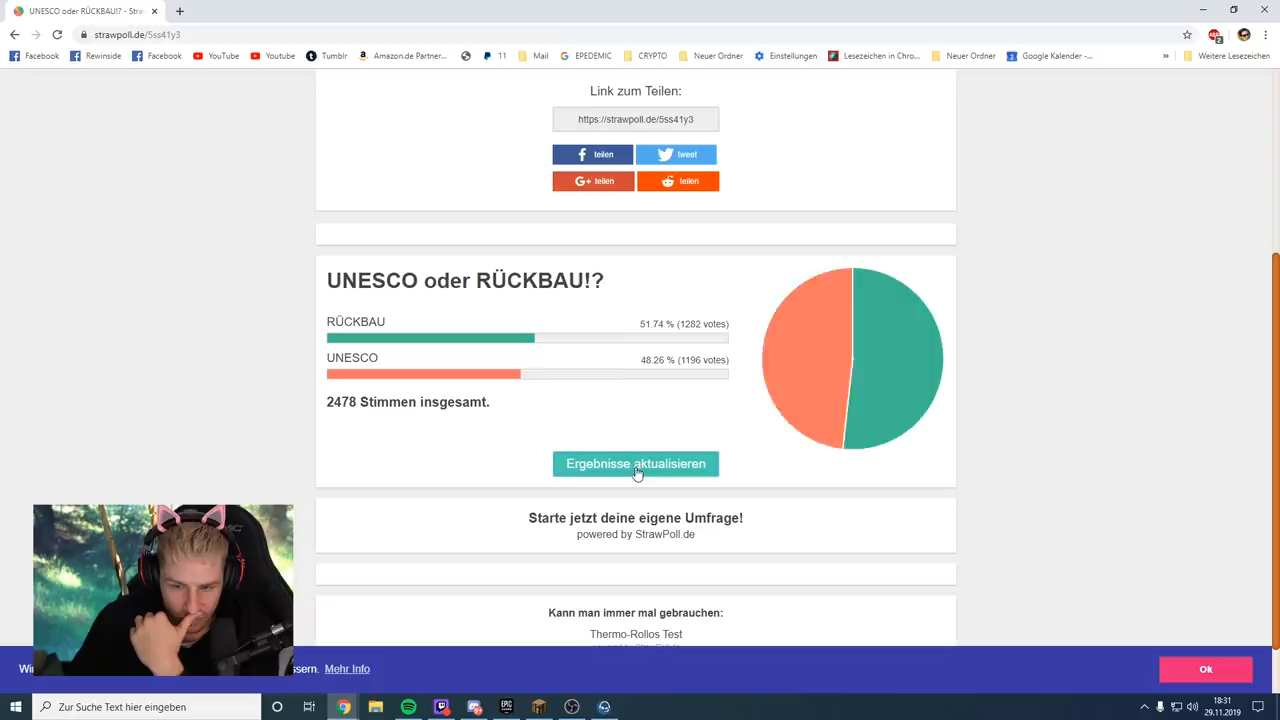 UNESCO oder RÜCKBAU!? - Stra
strawpoll.de/5ss41y3
Facebook
Rewinside
Facebook
YouTube
Youtube
Tumblr
Amazon.de Partner...
11
Mail
EPEDEMIC
CRYPTO
Neuer Ordner
Einstellungen
Lesezeichen in Chro...
Neuer Ordner
Google Kalender -...
»
Weitere Lesezeichen
Link zum Teilen:
https://strawpoll.de/5ss41y3
teilen
tweet
G+ teilen
teilen
UNESCO oder RÜCKBAU!?
RÜCKBAU
51.74 % (1282 votes)
UNESCO
48.26 % (1196 votes)
2478 Stimmen insgesamt.
Ergebnisse aktualisieren
Starte jetzt deine eigene Umfrage!
powered by StrawPoll.de
Kann man immer mal gebrauchen:
Thermo-Rollos Test
ssern. Mehr Info
Ok
Zur Suche Text hier eingeben
18:31
29.11.2019